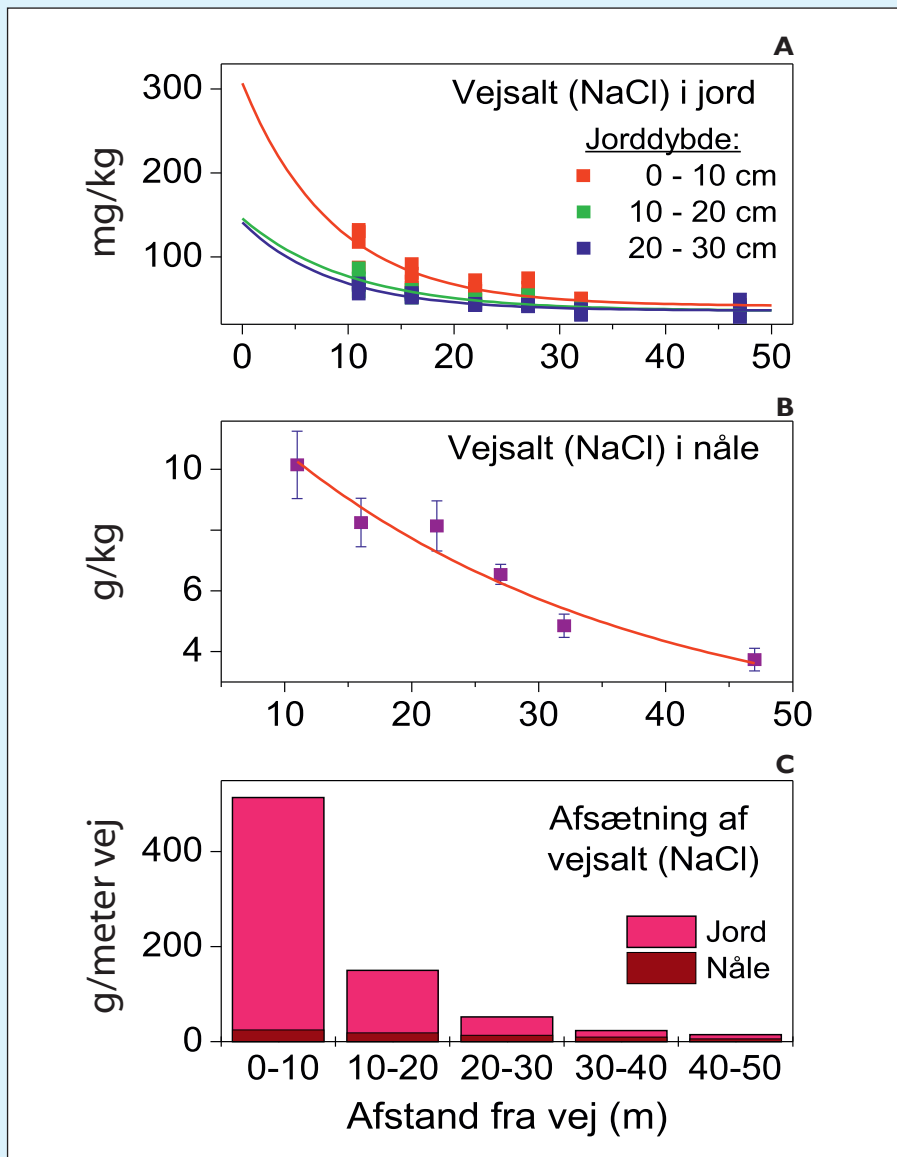 A
Vejsalt (NaCl) i jord
Jorddybde:
0 - 10 cm
10 - 20 cm
20 - 30 cm
mg/kg
300
200
100
0 10 20 30 40 50
B
Vejsalt (NaCl) i nåle
g/kg
10
6
4
10 20 30 40 50
C
Afsætning af
vejsalt (NaCl)
Jord
Nåle
g/meter vej
400
200
0
0-10 10-20 20-30 30-40 40-50
Afstand fra vej (m)